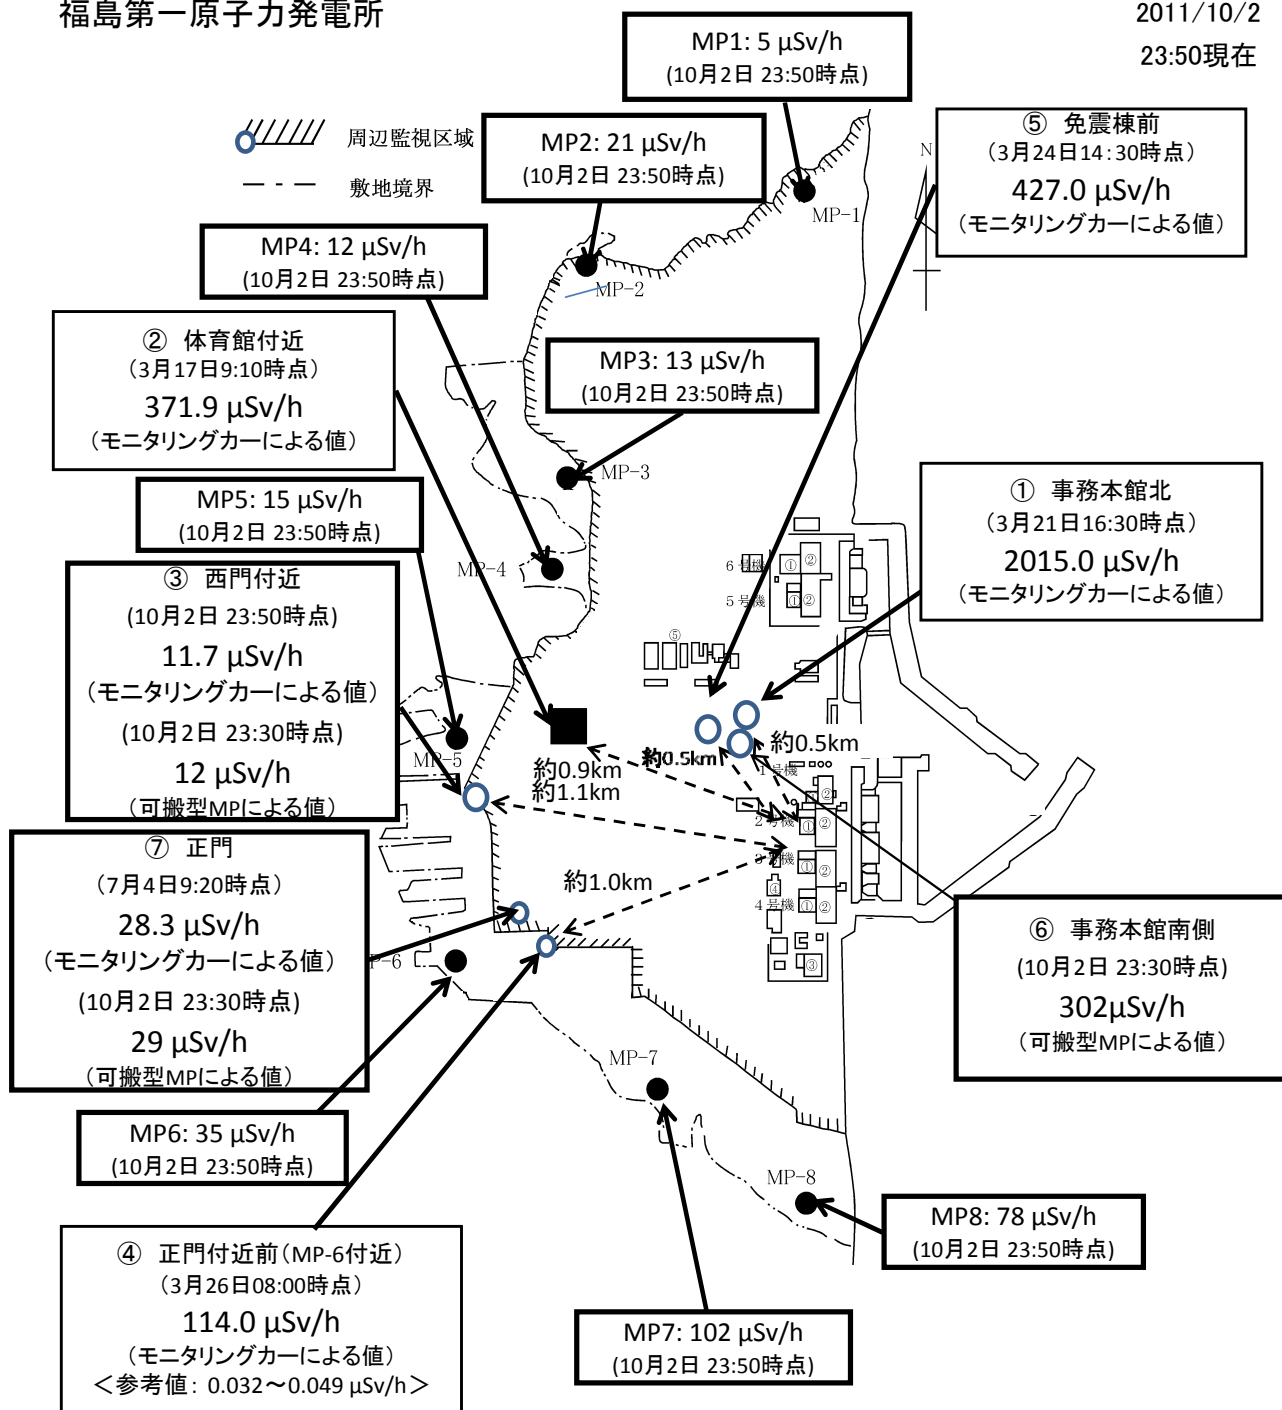 福島第一原子力発電所
2011/10/2
23:50現在
MP1: 5 μSv/h
(10月2日 23:50時点)
周辺監視区域
敷地境界
MP2: 21 μSv/h
(10月2日 23:50時点)
⑤ 免震棟前
(3月24日14:30時点)
427.0 μSv/h
(モニタリングカーによる値)
N
MP-1
MP4: 12 μSv/h
(10月2日 23:50時点)
MP-2
② 体育館付近
(3月17日9:10時点)
371.9 μSv/h
(モニタリングカーによる値)
MP3: 13 μSv/h
(10月2日 23:50時点)
MP-3
MP5: 15 μSv/h
(10月2日 23:50時点)
① 事務本館北
(3月21日16:30時点)
2015.0 μSv/h
(モニタリングカーによる値)
MP-4
6号機
① ②
5号機
① ②
⑤
③ 西門付近
(10月2日 23:50時点)
11.7 μSv/h
(モニタリングカーによる値)
(10月2日 23:30時点)
12 μSv/h
(可搬型MPによる値)
MP-5
約0.9km
約1.1km
約0.5km
約0.5km
1号機
②
2号機
① ②
3号機
① ②
④
4号機
① ②
③
約1.0km
⑦ 正門
(7月4日9:20時点)
28.3 μSv/h
(モニタリングカーによる値)
(10月2日 23:30時点)
29 μSv/h
(可搬型MPによる値)
P-6
⑥ 事務本館南側
(10月2日 23:30時点)
302μSv/h
(可搬型MPによる値)
MP-7
MP6: 35 μSv/h
(10月2日 23:50時点)
MP-8
MP8: 78 μSv/h
(10月2日 23:50時点)
④ 正門付近前(MP-6付近)
(3月26日08:00時点)
114.0 μSv/h
(モニタリングカーによる値)
<参考値: 0.032～0.049 μSv/h>
MP7: 102 μSv/h
(10月2日 23:50時点)